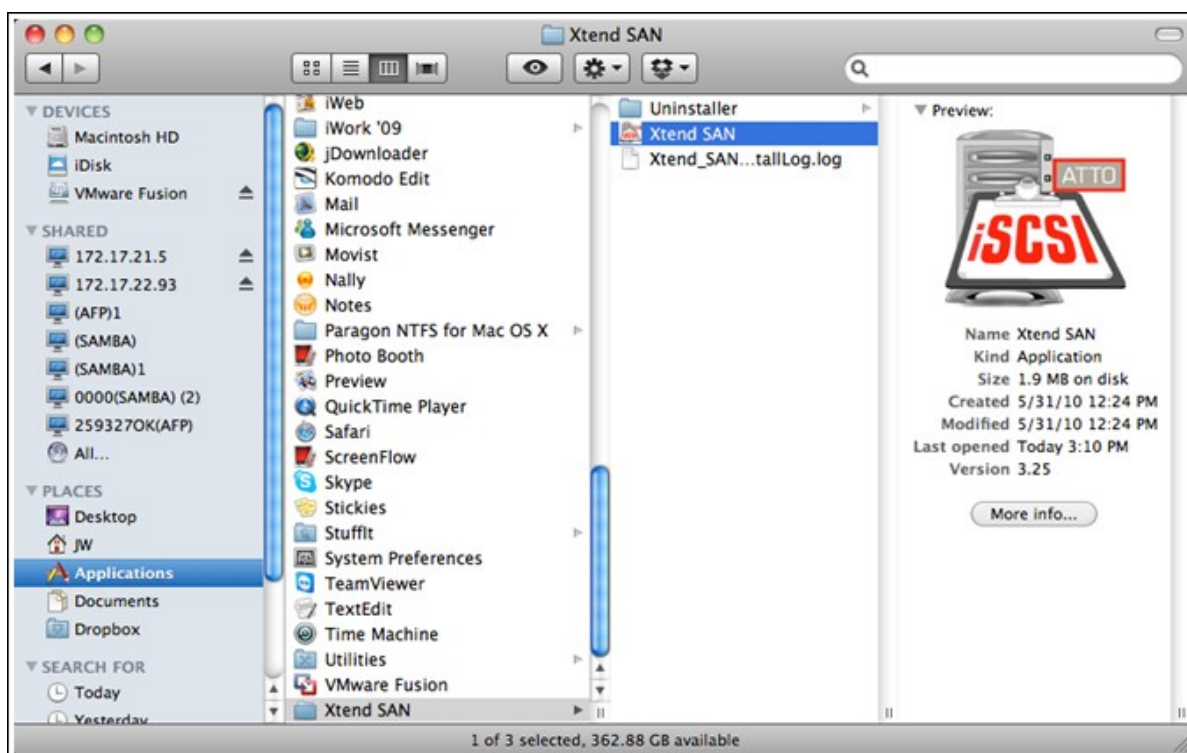 Xtend SAN
DEVICES
Macintosh HD
iDisk
VMware Fusion
SHARED
172.17.21.5
172.17.22.93
(AFP)1
(SAMBA)
(SAMBA)1
0000(SAMBA) (2)
259327OK(AFP)
All...
PLACES
Desktop
JW
Applications
Documents
Dropbox
SEARCH FOR
Today
Yesterday
iWeb
iWork '09
jDownloader
Komodo Edit
Mail
Microsoft Messenger
Movist
Nally
Notes
Paragon NTFS for Mac OS X
Photo Booth
Preview
QuickTime Player
Safari
ScreenFlow
Skype
Stickies
StuffIt
System Preferences
TeamViewer
TextEdit
Time Machine
Utilities
VMware Fusion
Xtend SAN
Uninstaller
Xtend SAN
Xtend_SAN...tallLog.log
Preview:
ATTO
iSCSI
Name Xtend SAN
Kind Application
Size 1.9 MB on disk
Created 5/31/10 12:24 PM
Modified 5/31/10 12:24 PM
Last opened Today 3:10 PM
Version 3.25
More info...
1 of 3 selected, 362.88 GB available